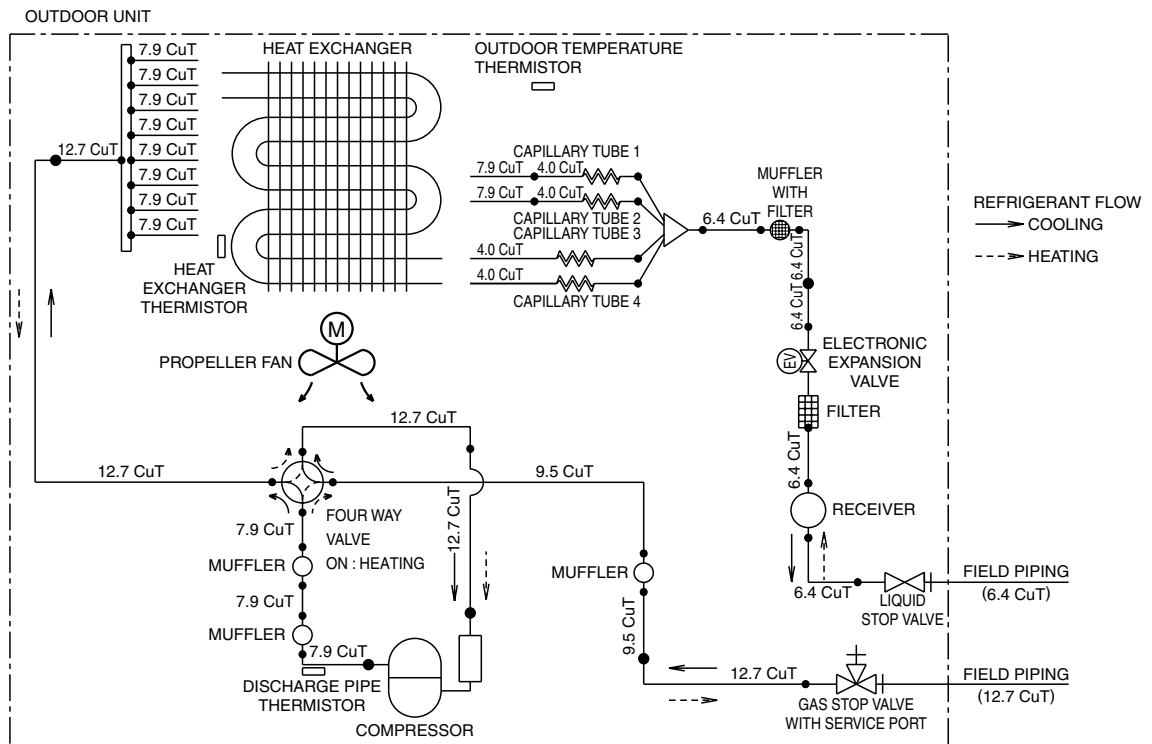 OUTDOOR UNIT
7.9 CuT
7.9 CuT
7.9 CuT
7.9 CuT
7.9 CuT
7.9 CuT
7.9 CuT
7.9 CuT
12.7 CuT
HEAT EXCHANGER
OUTDOOR TEMPERATURE
THERMISTOR
HEAT
EXCHANGER
THERMISTOR
CAPILLARY TUBE 1
7.9 CuT
4.0 CuT
7.9 CuT
4.0 CuT
CAPILLARY TUBE 2
CAPILLARY TUBE 3
4.0 CuT
4.0 CuT
CAPILLARY TUBE 4
6.4 CuT
MUFFLER
WITH
FILTER
6.4 CuT
6.4 CuT
REFRIGERANT FLOW
COOLING
HEATING
EV
ELECTRONIC
EXPANSION
VALVE
FILTER
6.4 CuT
RECEIVER
6.4 CuT
LIQUID
STOP VALVE
FIELD PIPING
(6.4 CuT)
M
PROPELLER FAN
12.7 CuT
12.7 CuT
12.7 CuT
9.5 CuT
FOUR WAY
VALVE
ON : HEATING
7.9 CuT
MUFFLER
7.9 CuT
MUFFLER
7.9 CuT
DISCHARGE PIPE
THERMISTOR
COMPRESSOR
MUFFLER
9.5 CuT
12.7 CuT
GAS STOP VALVE
WITH SERVICE PORT
FIELD PIPING
(12.7 CuT)